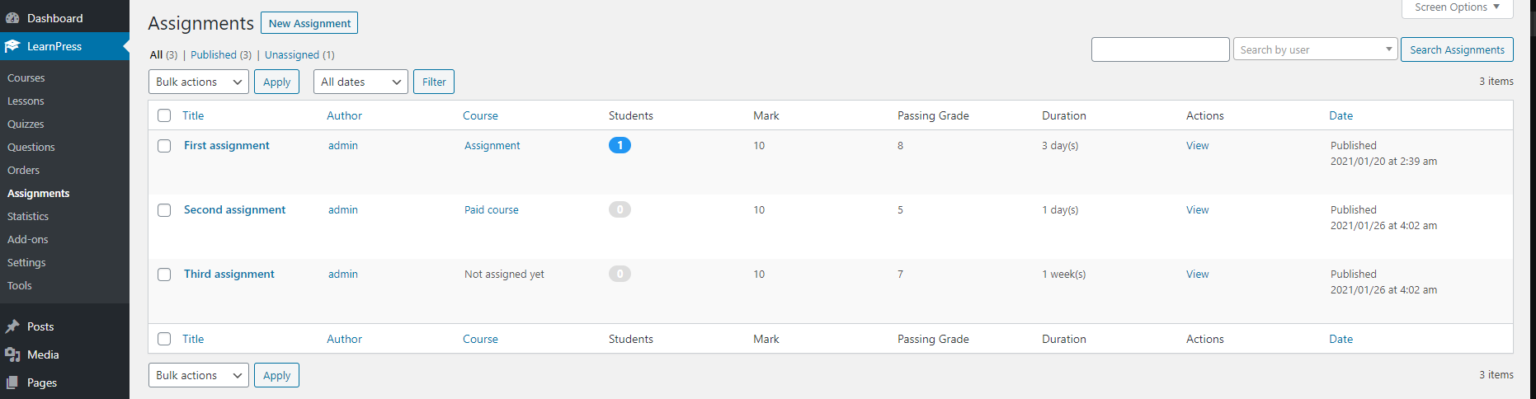 Dashboard
LearnPress
Courses
Lessons
Quizzes
Questions
Orders
Assignments
Statistics
Add-ons
Settings
Tools
Posts
Media
Pages
Screen Options
Assignments New Assignment
All (3) | Published (3) | Unassigned (1)
Search by user Search Assignments
Bulk actions Apply All dates Filter 3 items
Title Author Course Students Mark Passing Grade Duration Actions Date
First assignment admin Assignment 1 10 8 3 day(s) View Published
2021/01/20 at 2:39 am
Second assignment admin Paid course 0 10 5 1 day(s) View Published
2021/01/26 at 4:02 am
Third assignment admin Not assigned yet 0 10 7 1 week(s) View Published
2021/01/26 at 4:02 am
Title Author Course Students Mark Passing Grade Duration Actions Date
Bulk actions Apply 3 items